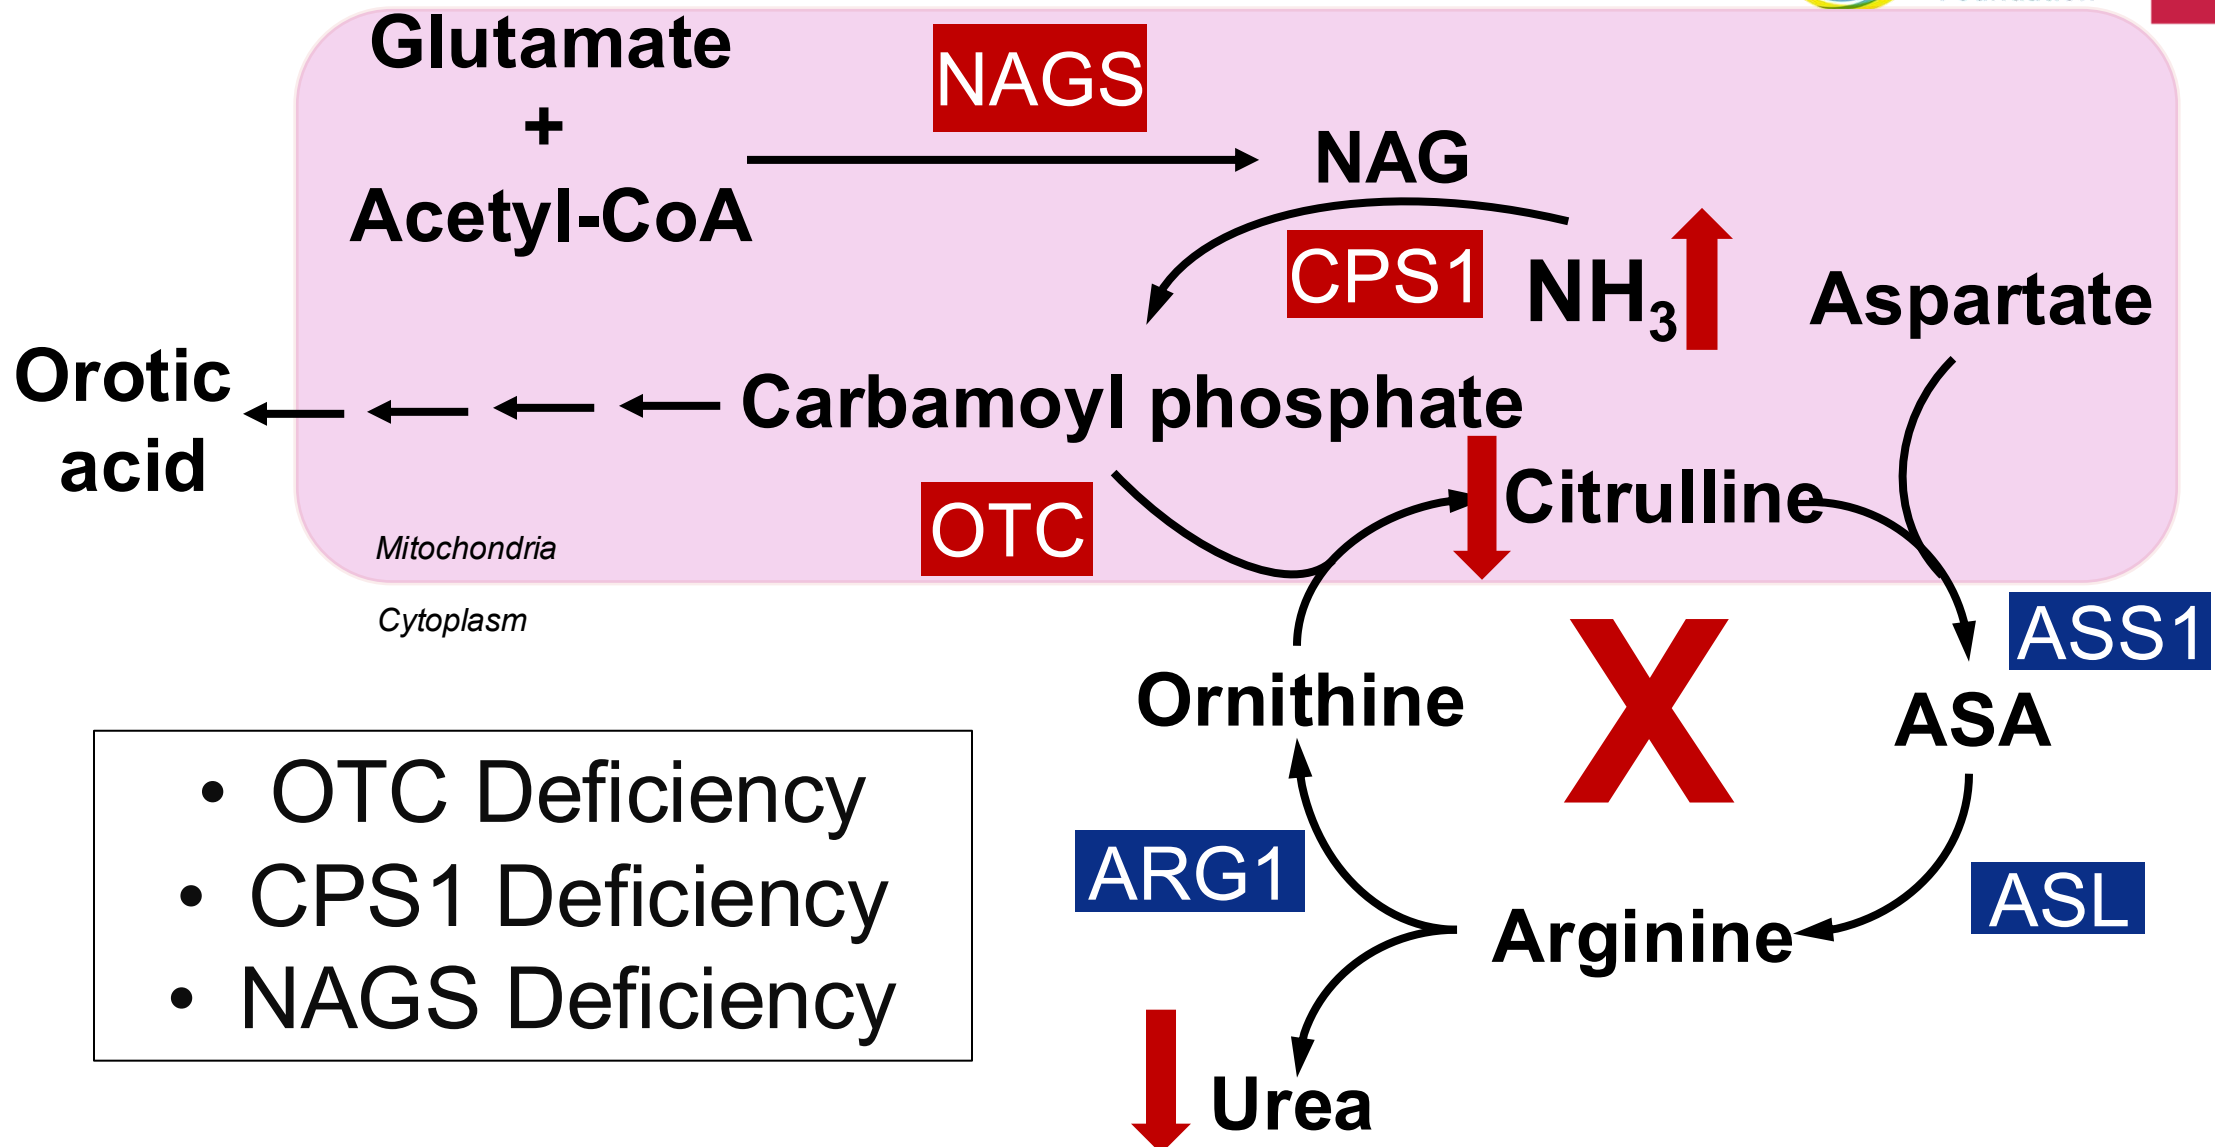 Glutamate
+
Acetyl-CoA
NAGS
NAG
CPS1
NH₃
Aspartate
Orotic
acid
Carbamoyl phosphate
OTC
Citrulline
Mitochondria
Cytoplasm
ASS1
Ornithine
X
ASA
• OTC Deficiency
• CPS1 Deficiency
• NAGS Deficiency
ARG1
ASL
Arginine
Urea